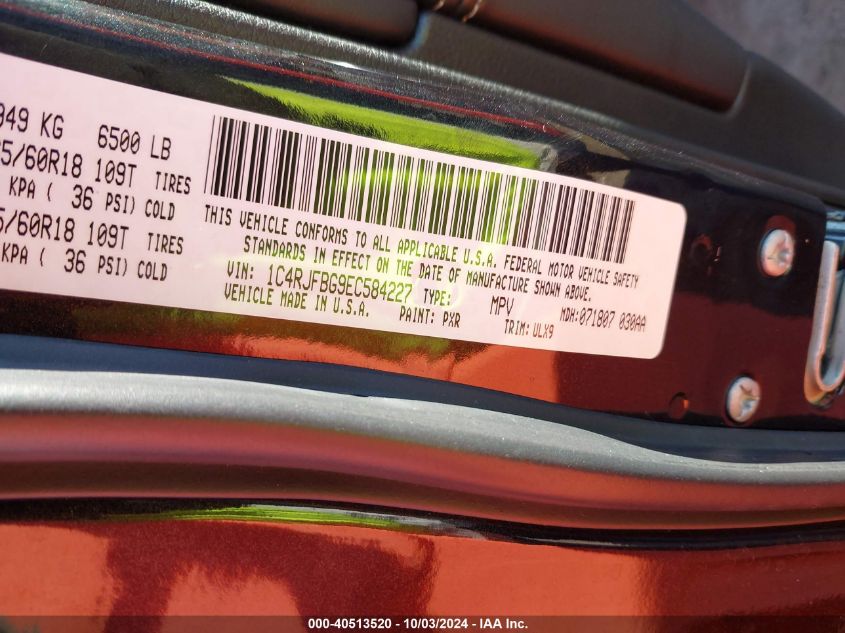 949 KG 6500 LB
5/60R18 109T TIRES
KPA ( 36 PSI) COLD
5/60R18 109T TIRES
KPA ( 36 PSI) COLD
THIS VEHICLE CONFORMS TO ALL APPLICABLE U.S.A. FEDERAL MOTOR VEHICLE SAFETY
STANDARDS IN EFFECT ON THE DATE OF MANUFACTURE SHOWN ABOVE.
VIN: 1C4RJFBG9EC584227 TYPE: MPV MDH:071807 030AA
VEHICLE MADE IN U.S.A. PAINT: PXR TRIM: ULX9
000-40513520 - 10/03/2024 - IAA Inc.